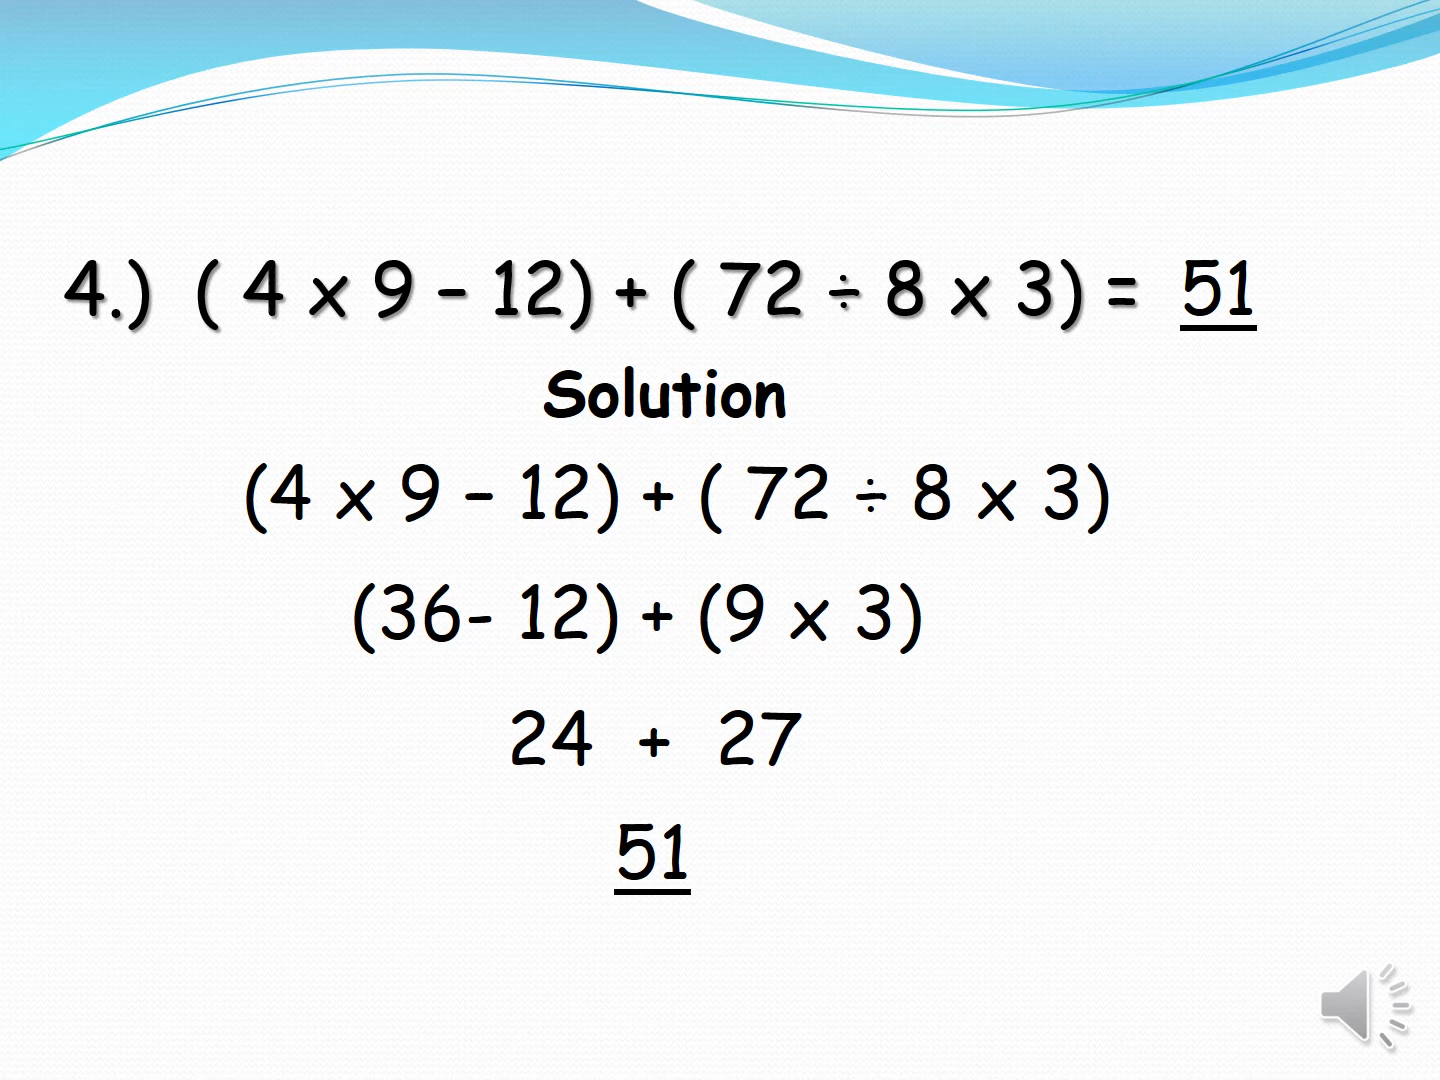 4.) ( 4 x 9 – 12) + ( 72 ÷ 8 x 3) = 51
Solution
(4 x 9 – 12) + ( 72 ÷ 8 x 3)
(36- 12) + (9 x 3)
24 + 27
51